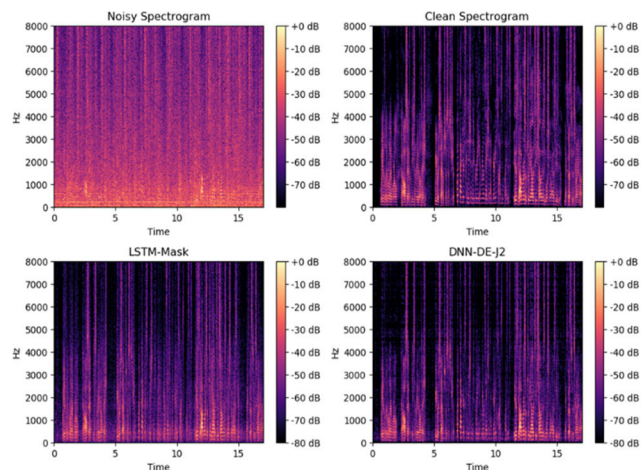 Noisy Spectrogram
8000
7000
6000
5000
4000
3000
2000
1000
0
Hz
0
5
10
15
Time
+0 dB
-10 dB
-20 dB
-30 dB
-40 dB
-50 dB
-60 dB
-70 dB
Clean Spectrogram
8000
7000
6000
5000
4000
3000
2000
1000
0
Hz
0
5
10
15
Time
+0 dB
-10 dB
-20 dB
-30 dB
-40 dB
-50 dB
-60 dB
-70 dB
LSTM-Mask
8000
7000
6000
5000
4000
3000
2000
1000
0
Hz
0
5
10
15
Time
+0 dB
-10 dB
-20 dB
-30 dB
-40 dB
-50 dB
-60 dB
-70 dB
-80 dB
DNN-DE-J2
8000
7000
6000
5000
4000
3000
2000
1000
0
Hz
0
5
10
15
Time
+0 dB
-10 dB
-20 dB
-30 dB
-40 dB
-50 dB
-60 dB
-70 dB
-80 dB